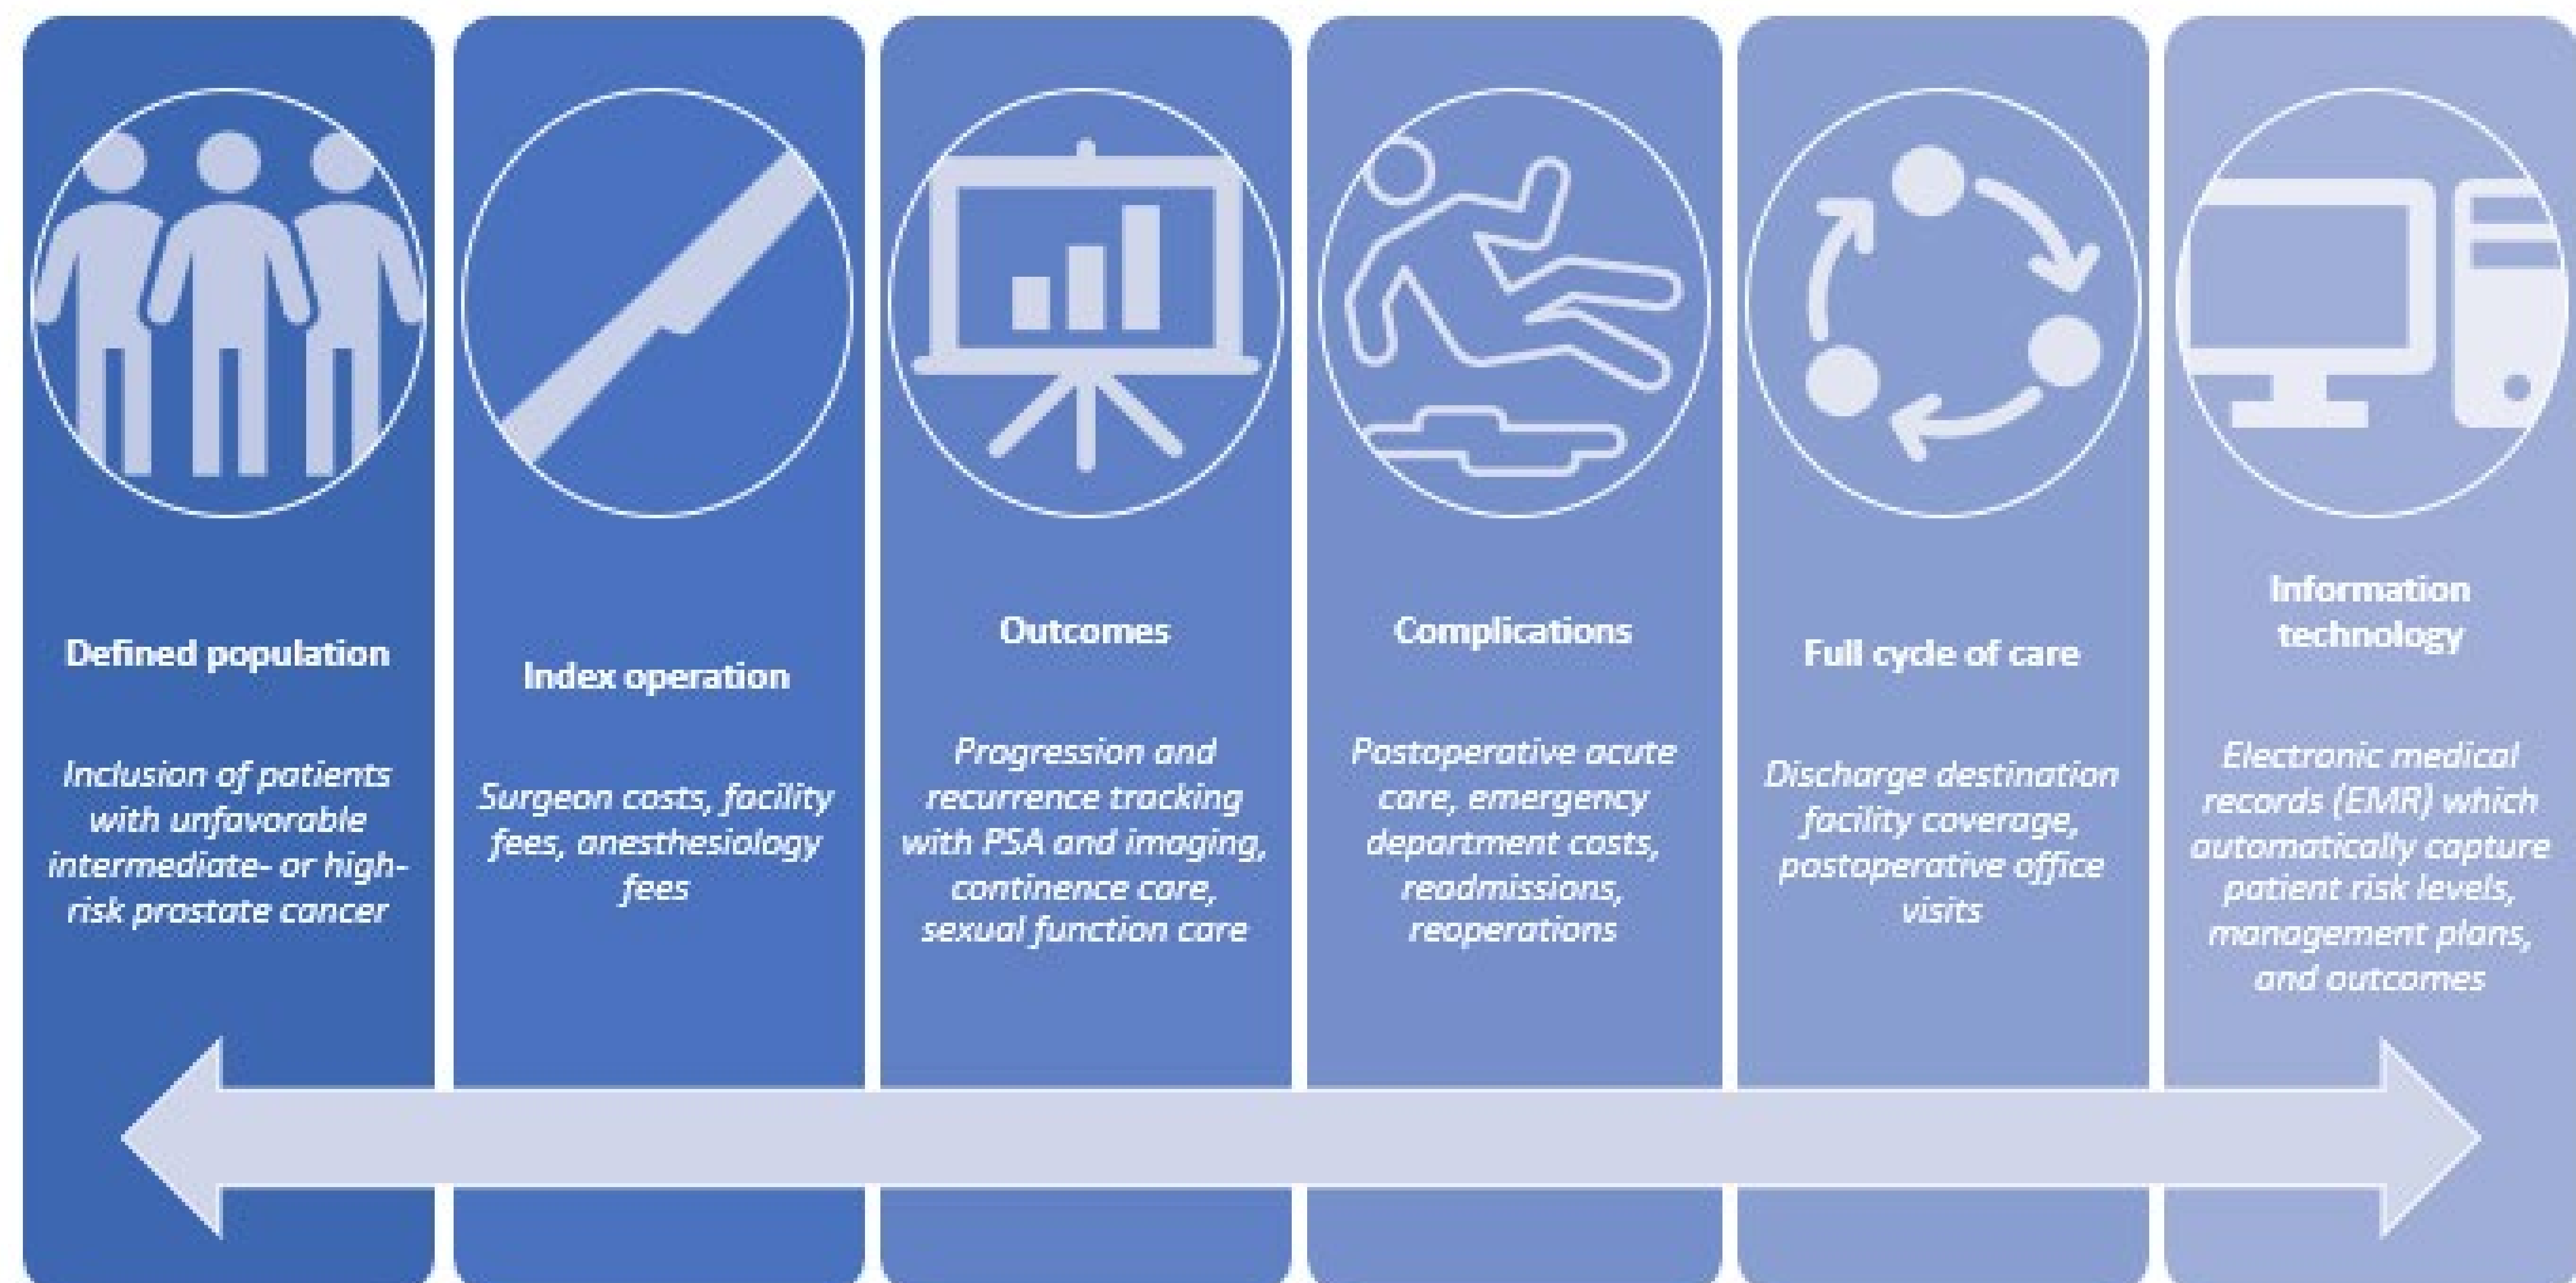 Defined population
Inclusion of patients
with unfavorable
intermediate- or high-
risk prostate cancer
Index operation
Surgeon costs, facility
fees, anesthesiology
fees
Outcomes
Progression and
recurrence tracking
with PSA and imaging,
continence care,
sexual function care
Complications
Postoperative acute
care, emergency
department costs,
readmissions,
reoperations
Full cycle of care
Discharge destination
facility coverage,
postoperative office
visits
Information
technology
Electronic medical
records (EMR) which
automatically capture
patient risk levels,
management plans,
and outcomes